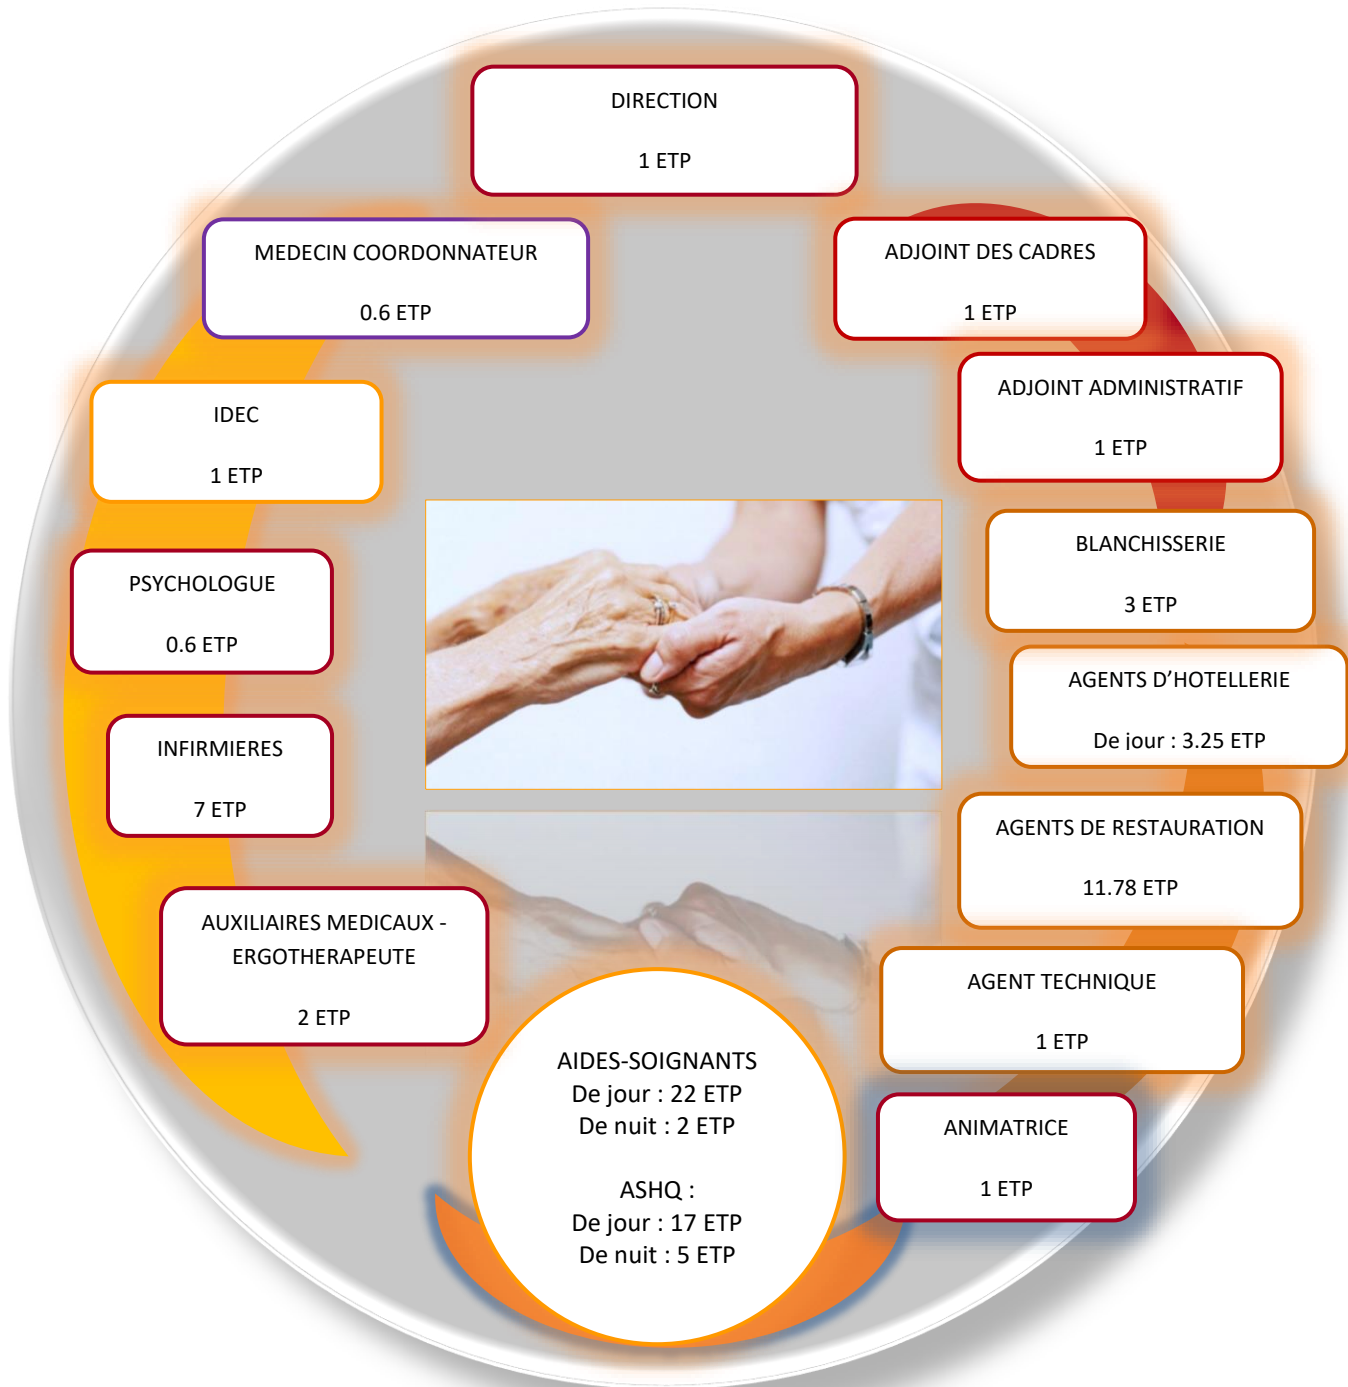 DIRECTION
1 ETP
MEDECIN COORDONNATEUR
0.6 ETP
ADJOINT DES CADRES
1 ETP
IDEC
1 ETP
ADJOINT ADMINISTRATIF
1 ETP
PSYCHOLOGUE
0.6 ETP
BLANCHISSERIE
3 ETP
AGENTS D’HOTELLERIE
De jour : 3.25 ETP
INFIRMIERES
7 ETP
AGENTS DE RESTAURATION
11.78 ETP
AUXILIAIRES MEDICAUX -
ERGOTHERAPEUTE
2 ETP
AGENT TECHNIQUE
1 ETP
AIDES-SOIGNANTS
De jour : 22 ETP
De nuit : 2 ETP
ASHQ :
De jour : 17 ETP
De nuit : 5 ETP
ANIMATRICE
1 ETP